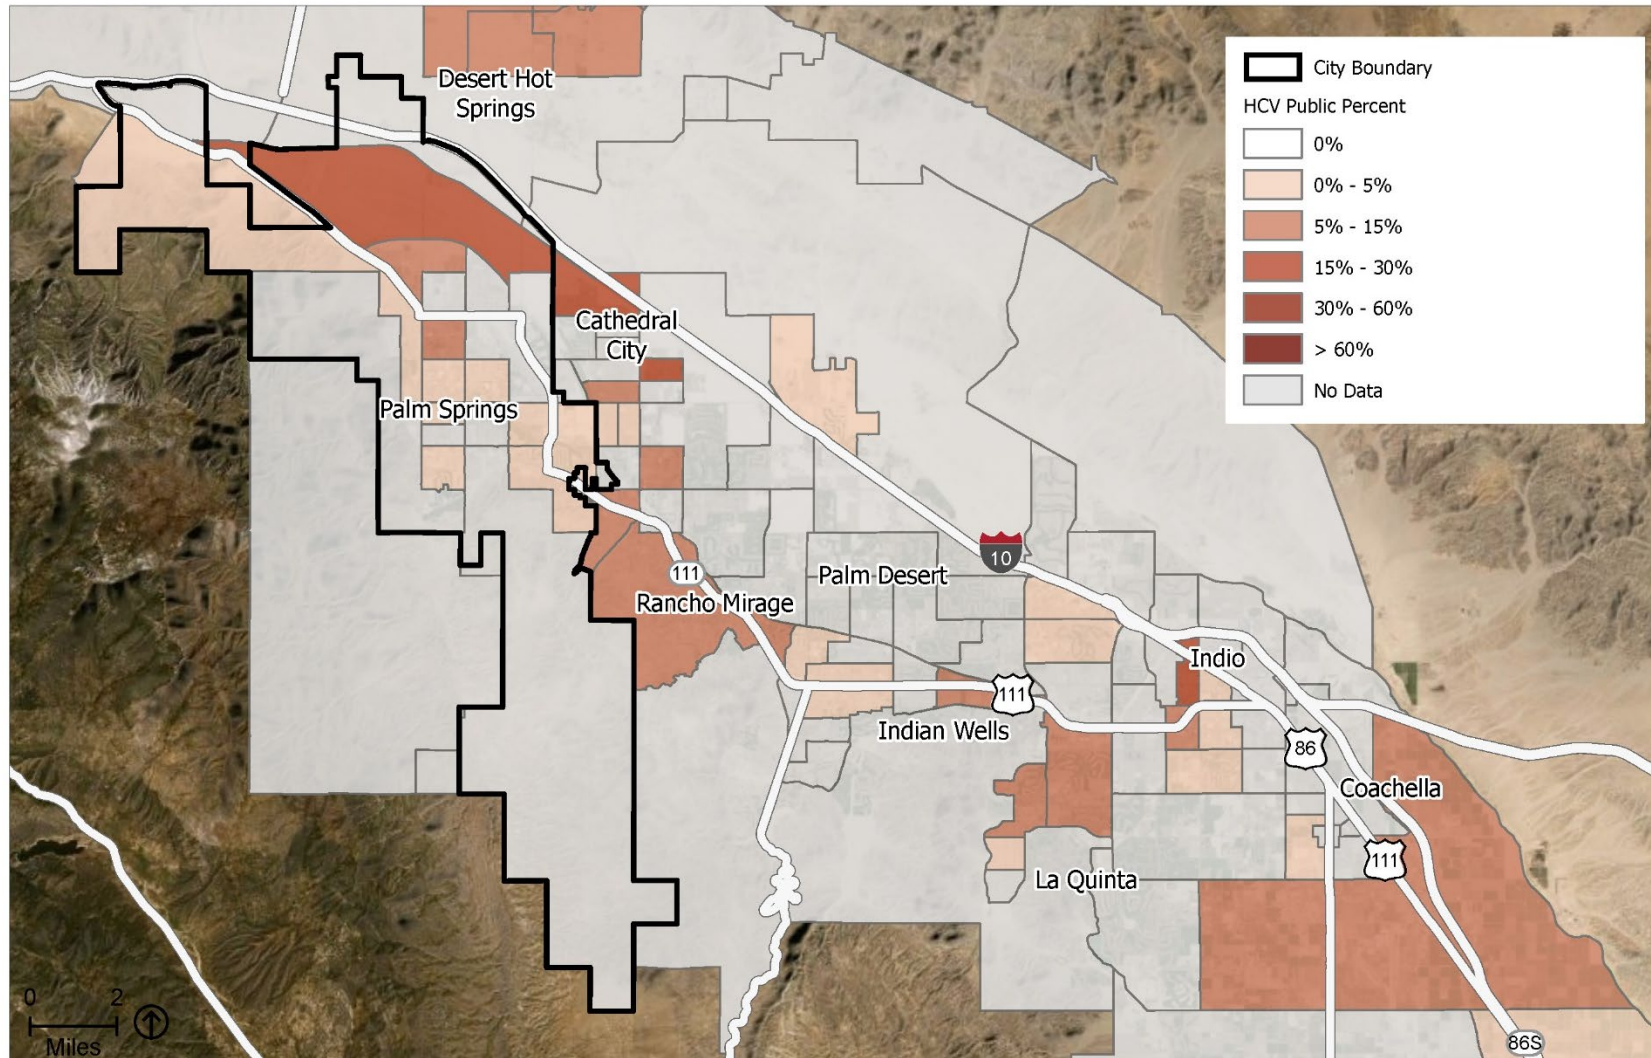 City Boundary
HCV Public Percent
0%
0% - 5%
5% - 15%
15% - 30%
30% - 60%
> 60%
No Data
Desert Hot
Springs
Cathedral
City
Palm Springs
10
111
Palm Desert
Rancho Mirage
Indio
111
Indian Wells
86
Coachella
111
La Quinta
0 2
Miles
86S